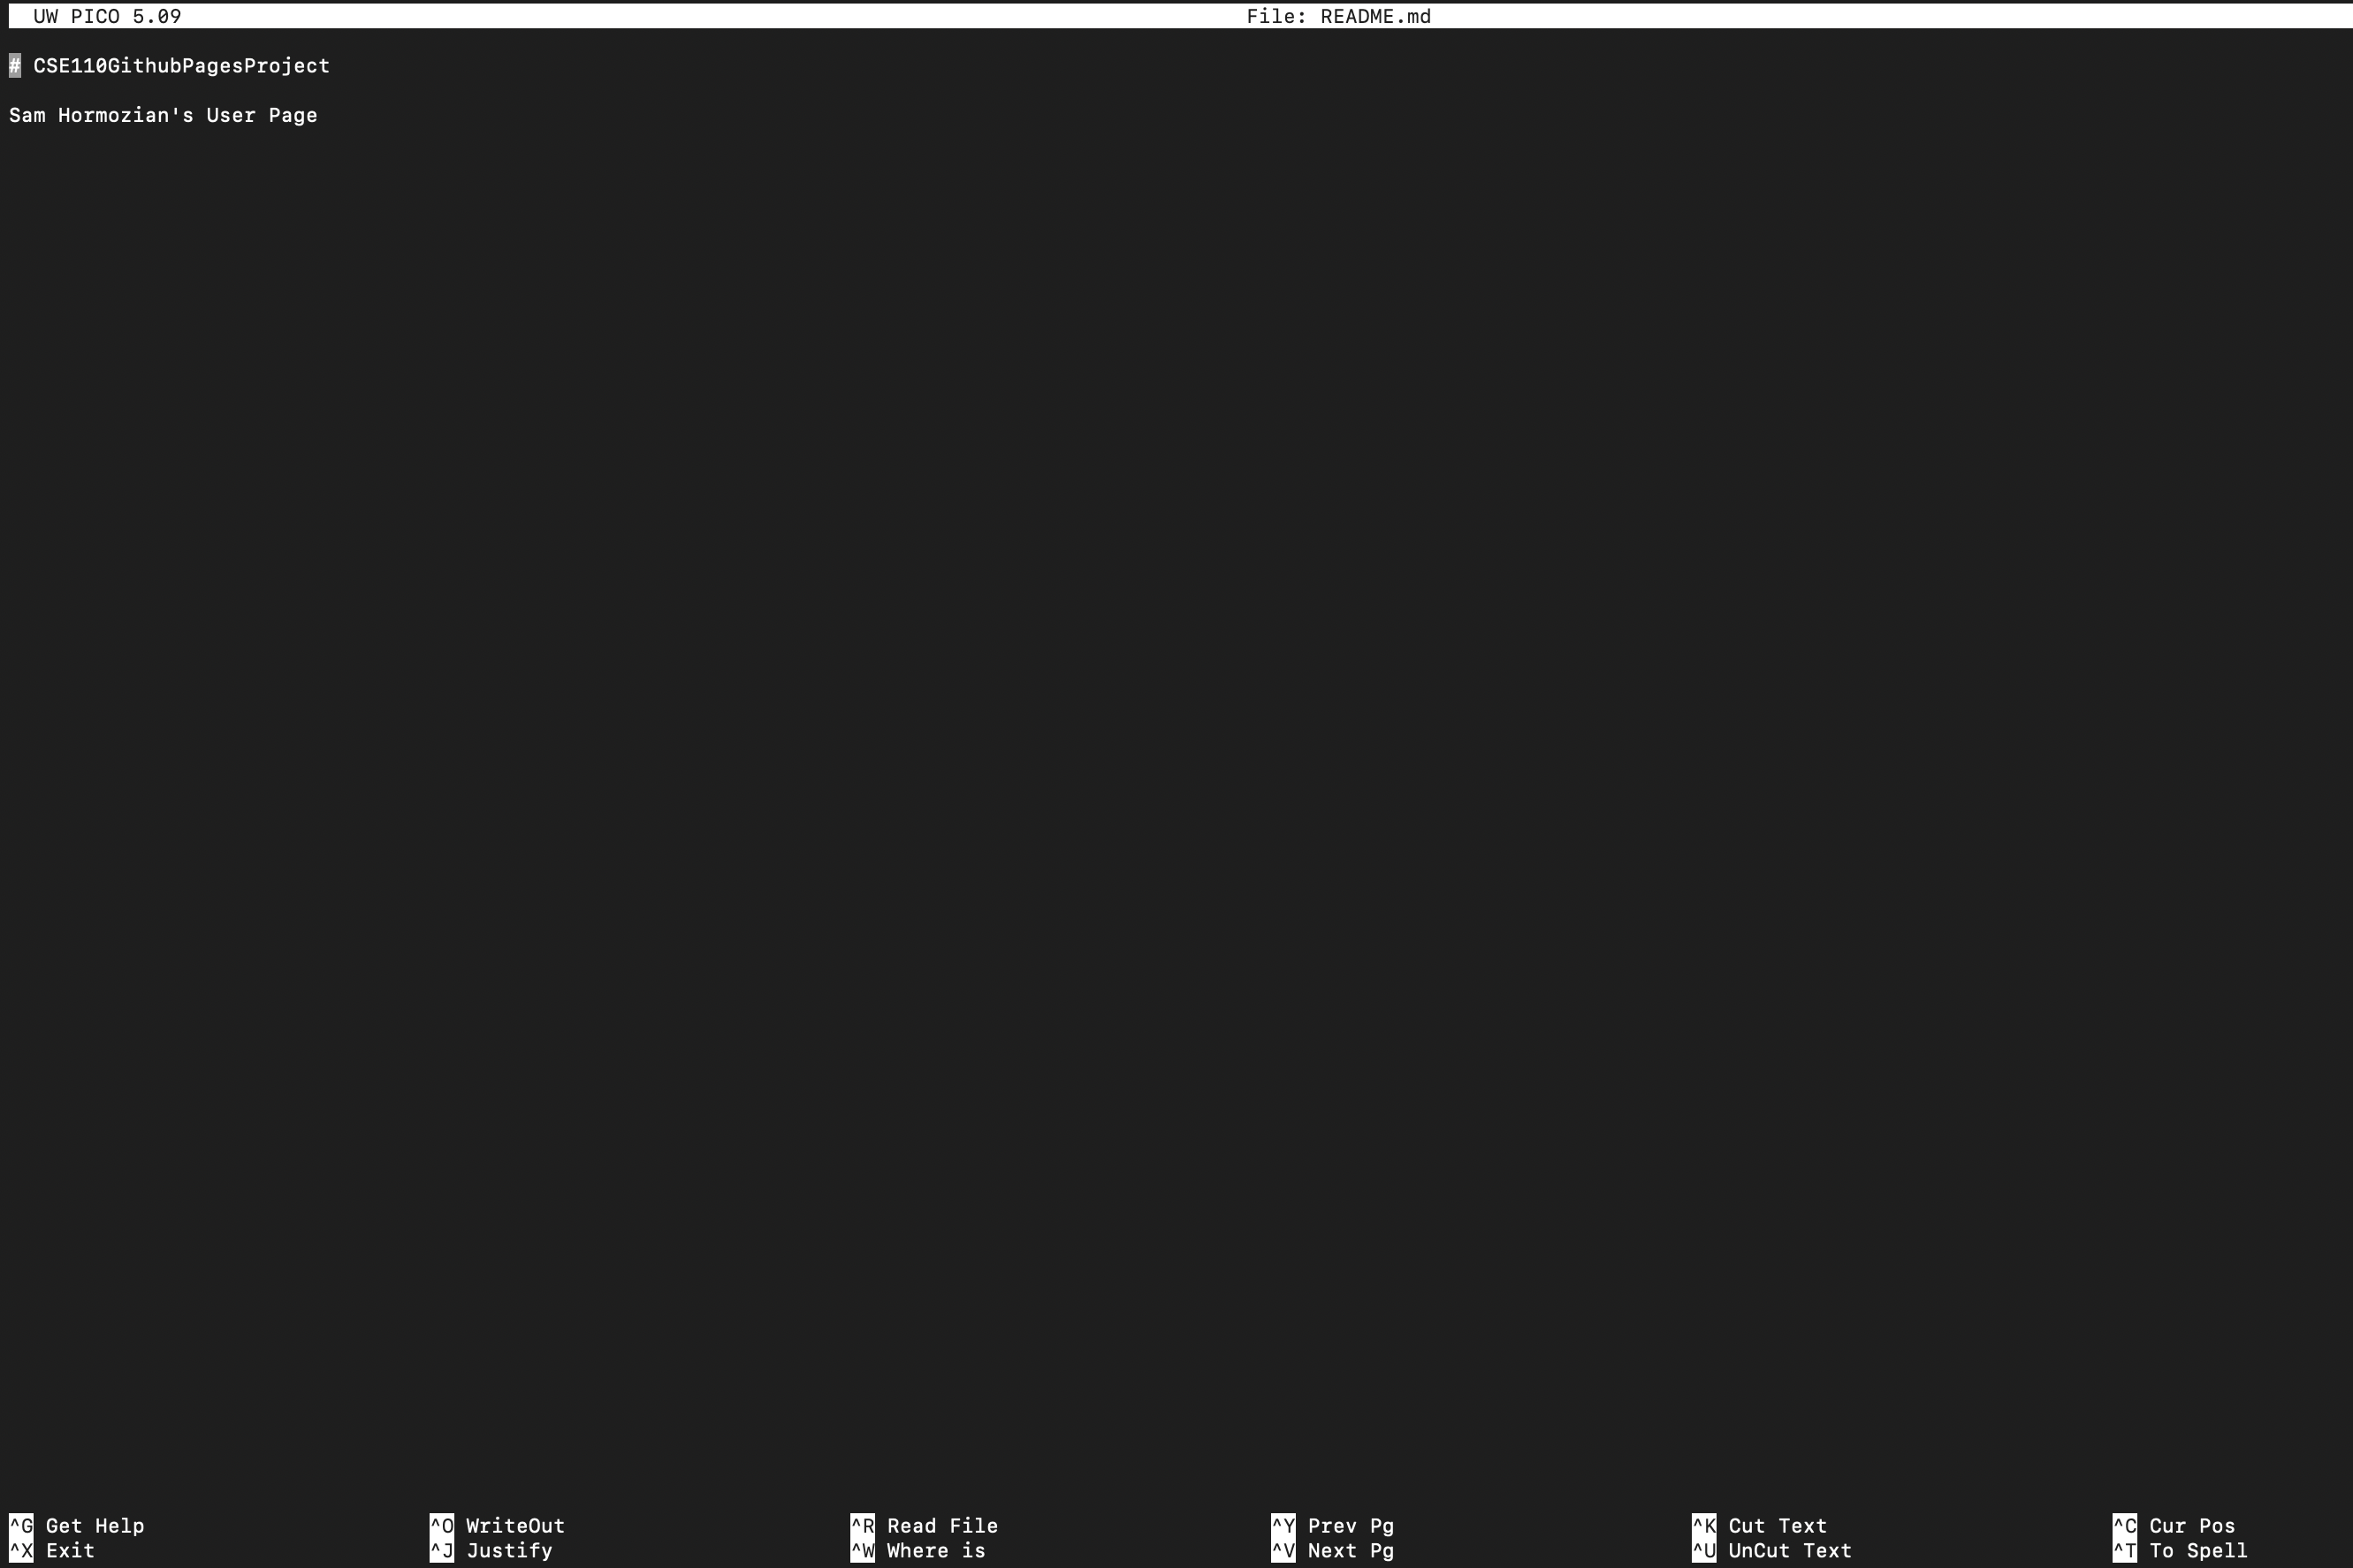 UW PICO 5.09 File: README.md
# CSE110GithubPagesProject
Sam Hormozian's User Page
^G Get Help ^O WriteOut ^R Read File ^Y Prev Pg ^K Cut Text ^C Cur Pos
^X Exit ^J Justify ^W Where is ^V Next Pg ^U UnCut Text ^T To Spell